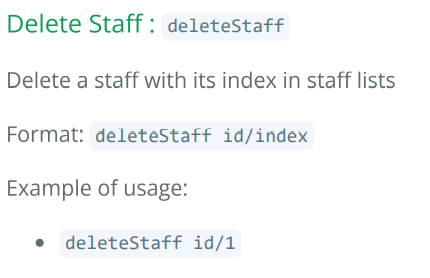 Delete Staff : deleteStaff
Delete a staff with its index in staff lists
Format: deleteStaff id/index
Example of usage:
• deleteStaff id/1